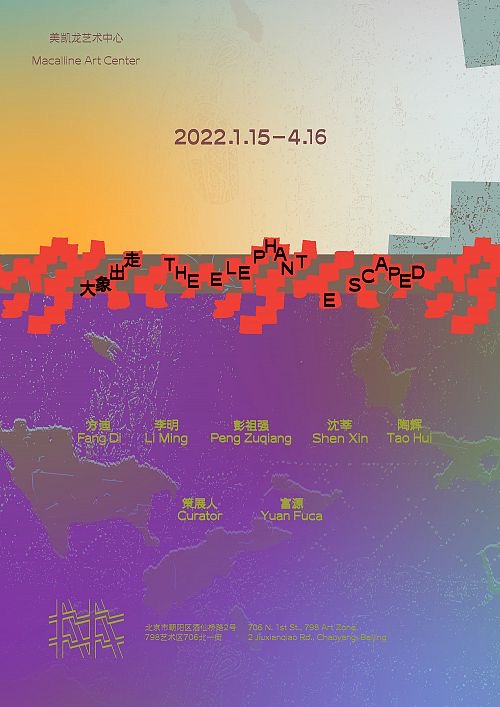 美凯龙艺术中心
Macalline Art Center
2022.1.15–4.16
大象出走 THE ELEPHANT ESCAPED
方迪 李明 彭祖强 沈莘 陶辉
Fang Di Li Ming Peng Zuqiang Shen Xin Tao Hui
策展人 富源
Curator Yuan Fuca
北京市朝阳区酒仙桥路2号 706 N. 1st St., 798 Art Zone,
798艺术区706北一街 2 Jiuxianqiao Rd., Chaoyang, Beijing